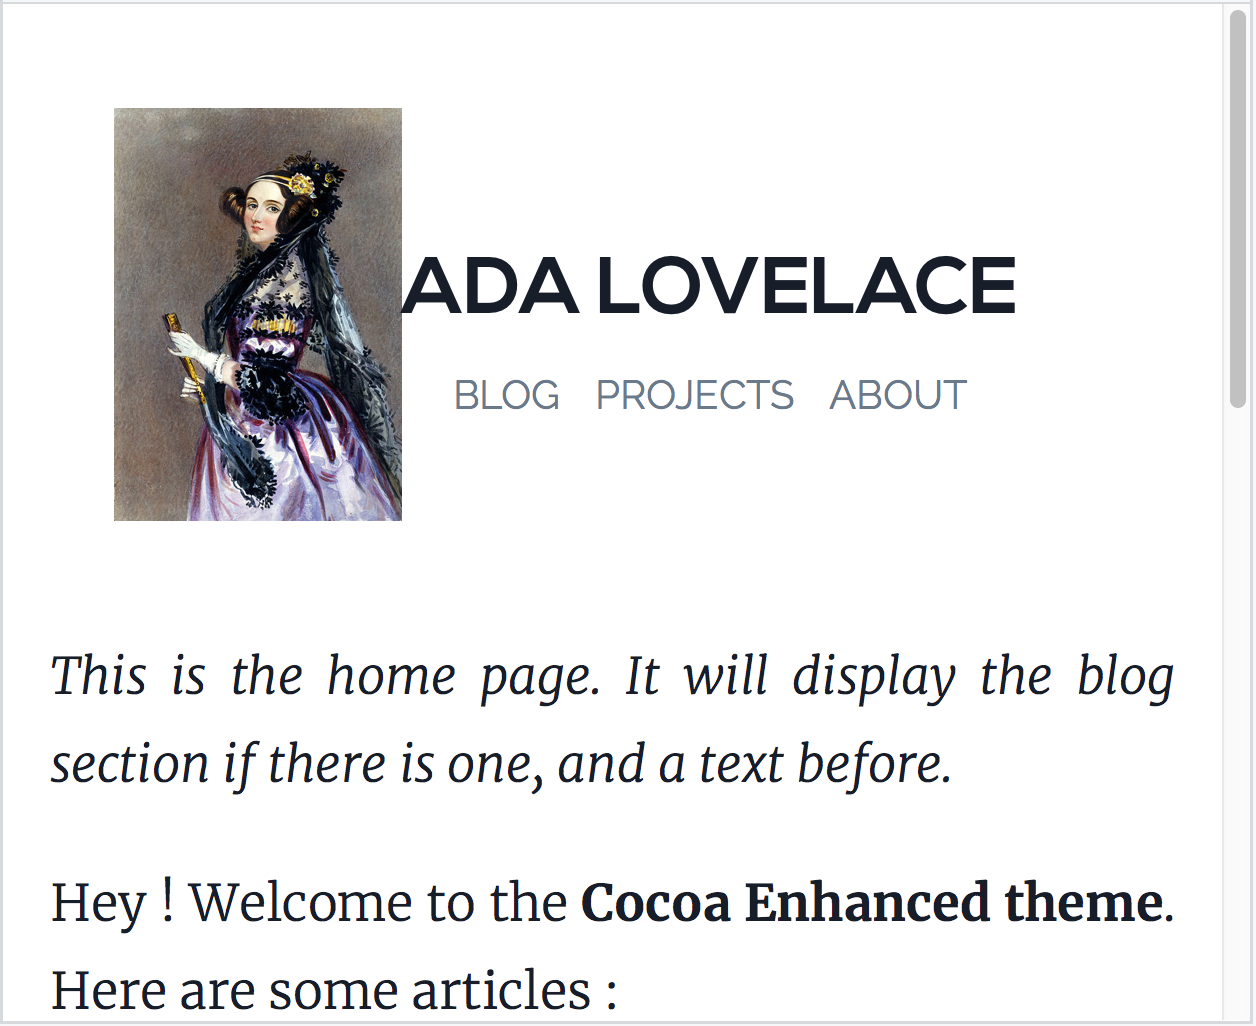 ADA LOVELACE
BLOG PROJECTS ABOUT
This is the home page. It will display the blog
section if there is one, and a text before.
Hey ! Welcome to the Cocoa Enhanced theme.
Here are some articles :